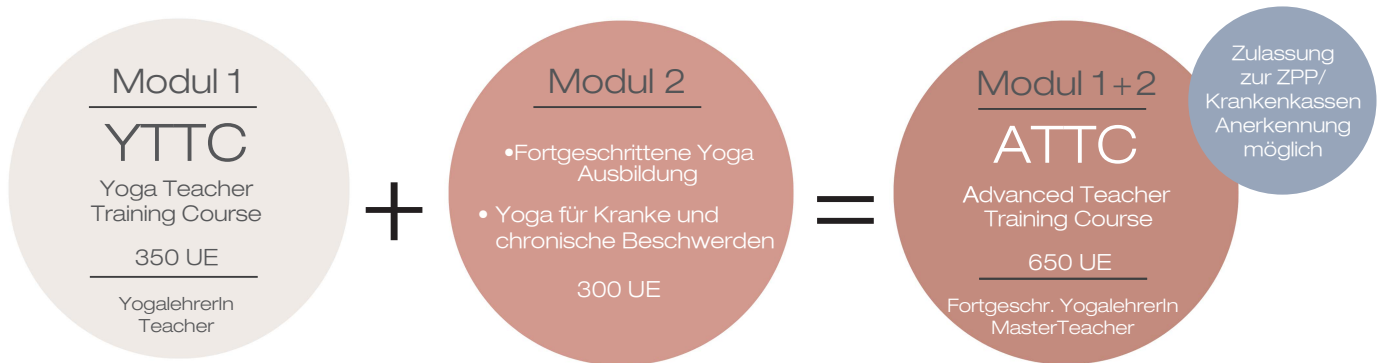 Modul 1
YTTC
Yoga Teacher
Training Course
350 UE
YogalehrerIn
Teacher
+
Modul 2
•Fortgeschrittene Yoga
Ausbildung
• Yoga für Kranke und
chronische Beschwerden
300 UE
=
Modul 1+2
ATTC
Advanced Teacher
Training Course
650 UE
Fortgeschr. YogalehrerIn
MasterTeacher
Zulassung
zur ZPP/
Krankenkassen
Anerkennung
möglich